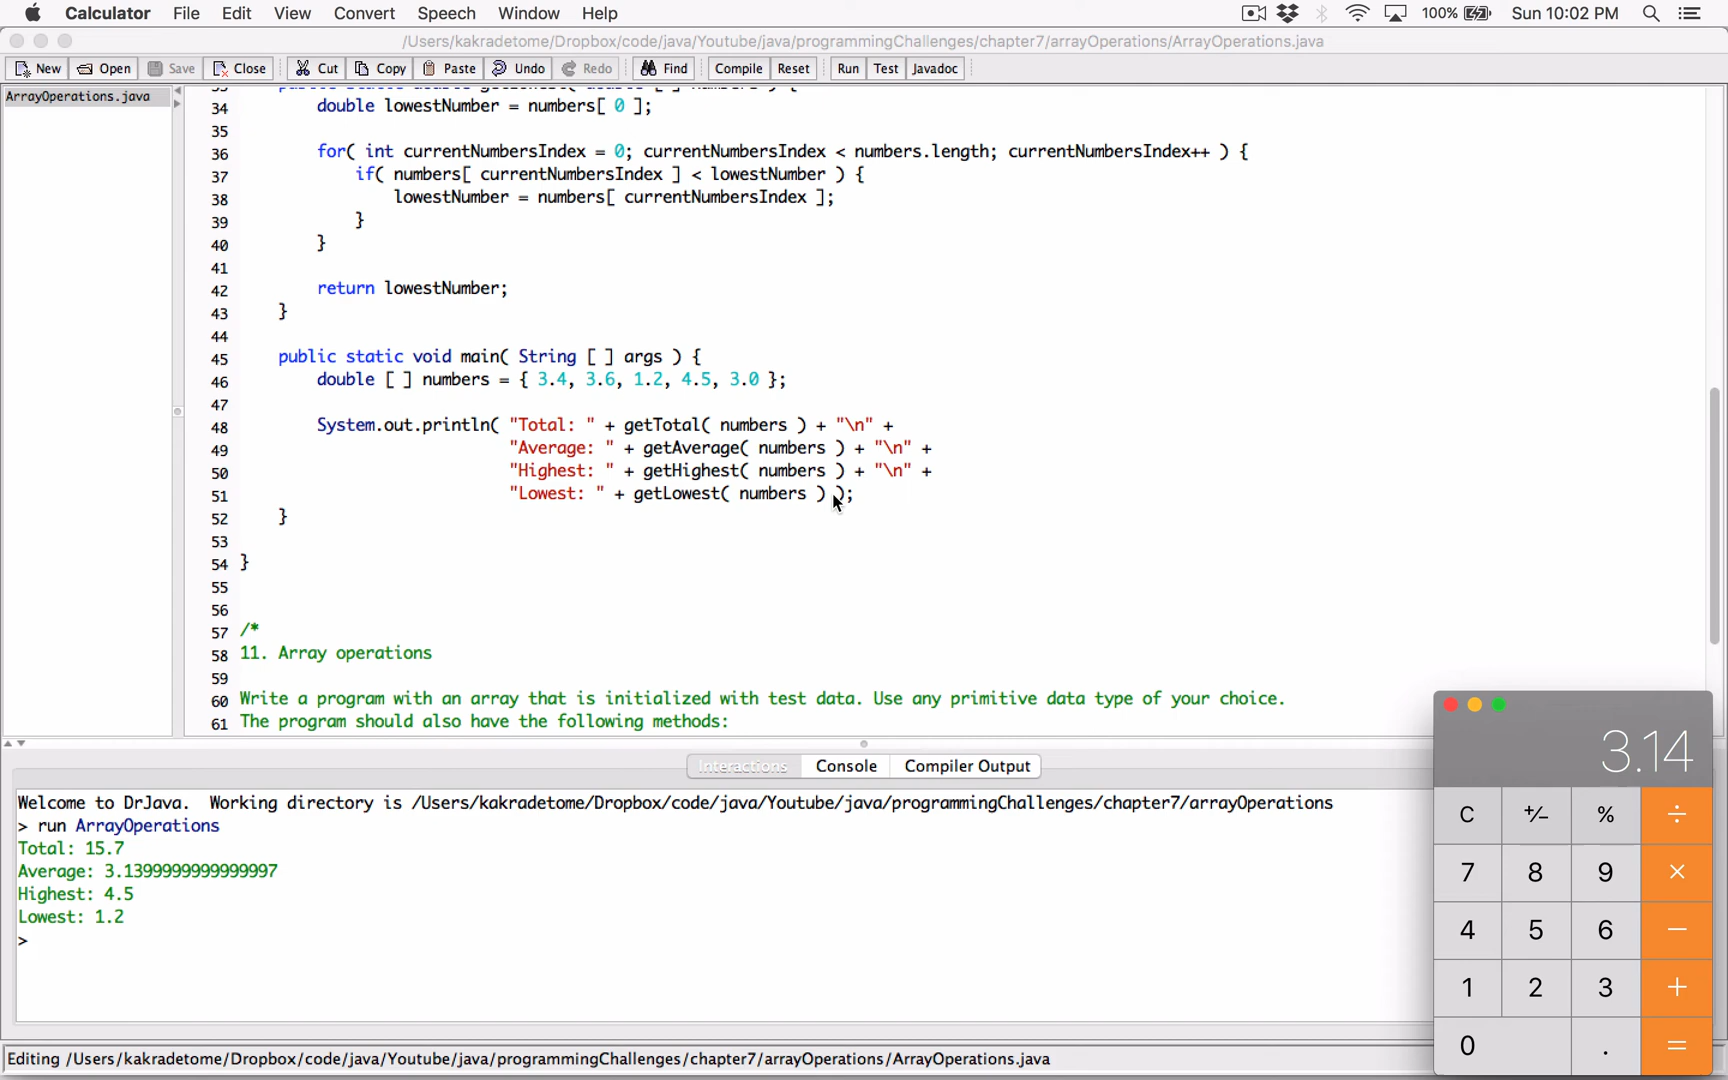 Calculator File Edit View Convert Speech Window Help 100% Sun 10:02 PM
/Users/kakradetome/Dropbox/code/java/Youtube/java/programmingChallenges/chapter7/arrayOperations/ArrayOperations.java
New Open Save Close Cut Copy Paste Undo Redo Find Compile Reset Run Test Javadoc
ArrayOperations.java
34 double lowestNumber = numbers[ 0 ];
35
36 for( int currentNumbersIndex = 0; currentNumbersIndex < numbers.length; currentNumbersIndex++ ) {
37 if( numbers[ currentNumbersIndex ] < lowestNumber ) {
38 lowestNumber = numbers[ currentNumbersIndex ];
39 }
40 }
41
42 return lowestNumber;
43 }
44
45 public static void main( String [ ] args ) {
46 double [ ] numbers = { 3.4, 3.6, 1.2, 4.5, 3.0 };
47
48 System.out.println( "Total: " + getTotal( numbers ) + "\n" +
49 "Average: " + getAverage( numbers ) + "\n" +
50 "Highest: " + getHighest( numbers ) + "\n" +
51 "Lowest: " + getLowest( numbers ) );
52 }
53
54 }
55
56
57 /*
58 11. Array operations
59
60 Write a program with an array that is initialized with test data. Use any primitive data type of your choice.
61 The program should also have the following methods:
Interactions Console Compiler Output
Welcome to DrJava. Working directory is /Users/kakradetome/Dropbox/code/java/Youtube/java/programmingChallenges/chapter7/arrayOperations
> run ArrayOperations
Total: 15.7
Average: 3.1399999999999997
Highest: 4.5
Lowest: 1.2
>
Editing /Users/kakradetome/Dropbox/code/java/Youtube/java/programmingChallenges/chapter7/arrayOperations/ArrayOperations.java
3.14
C +/- % ÷
7 8 9 ×
4 5 6 −
1 2 3 +
0 . =